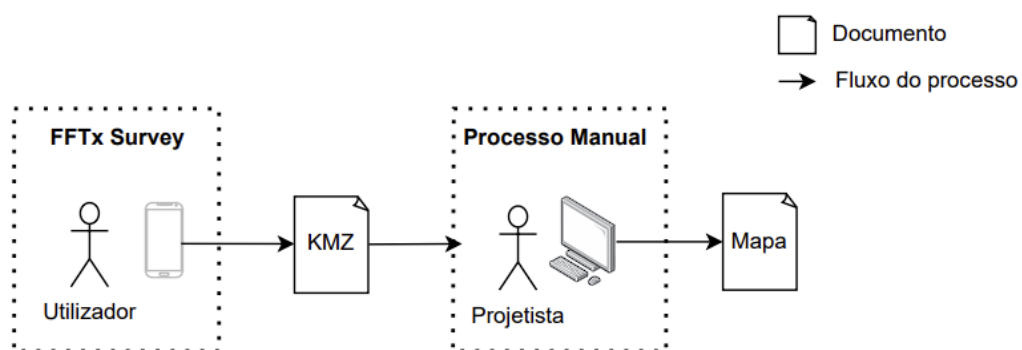 Documento
Fluxo do processo
FFTx Survey
Utilizador
KMZ
Processo Manual
Projetista
Mapa